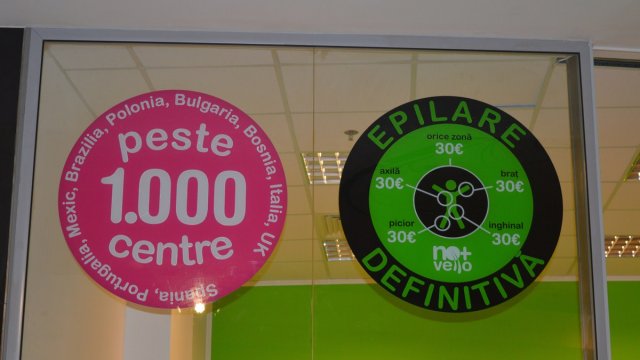 Spania, Portugalia, Mexic, Brazilia, Polonia, Bulgaria, Bosnia, Italia, UK
peste
1.000
centre
EPILARE
orice zonă
30€
axilă
30€
braț
30€
picior
30€
inghinal
30€
no+
vello
DEFINITIVĂ